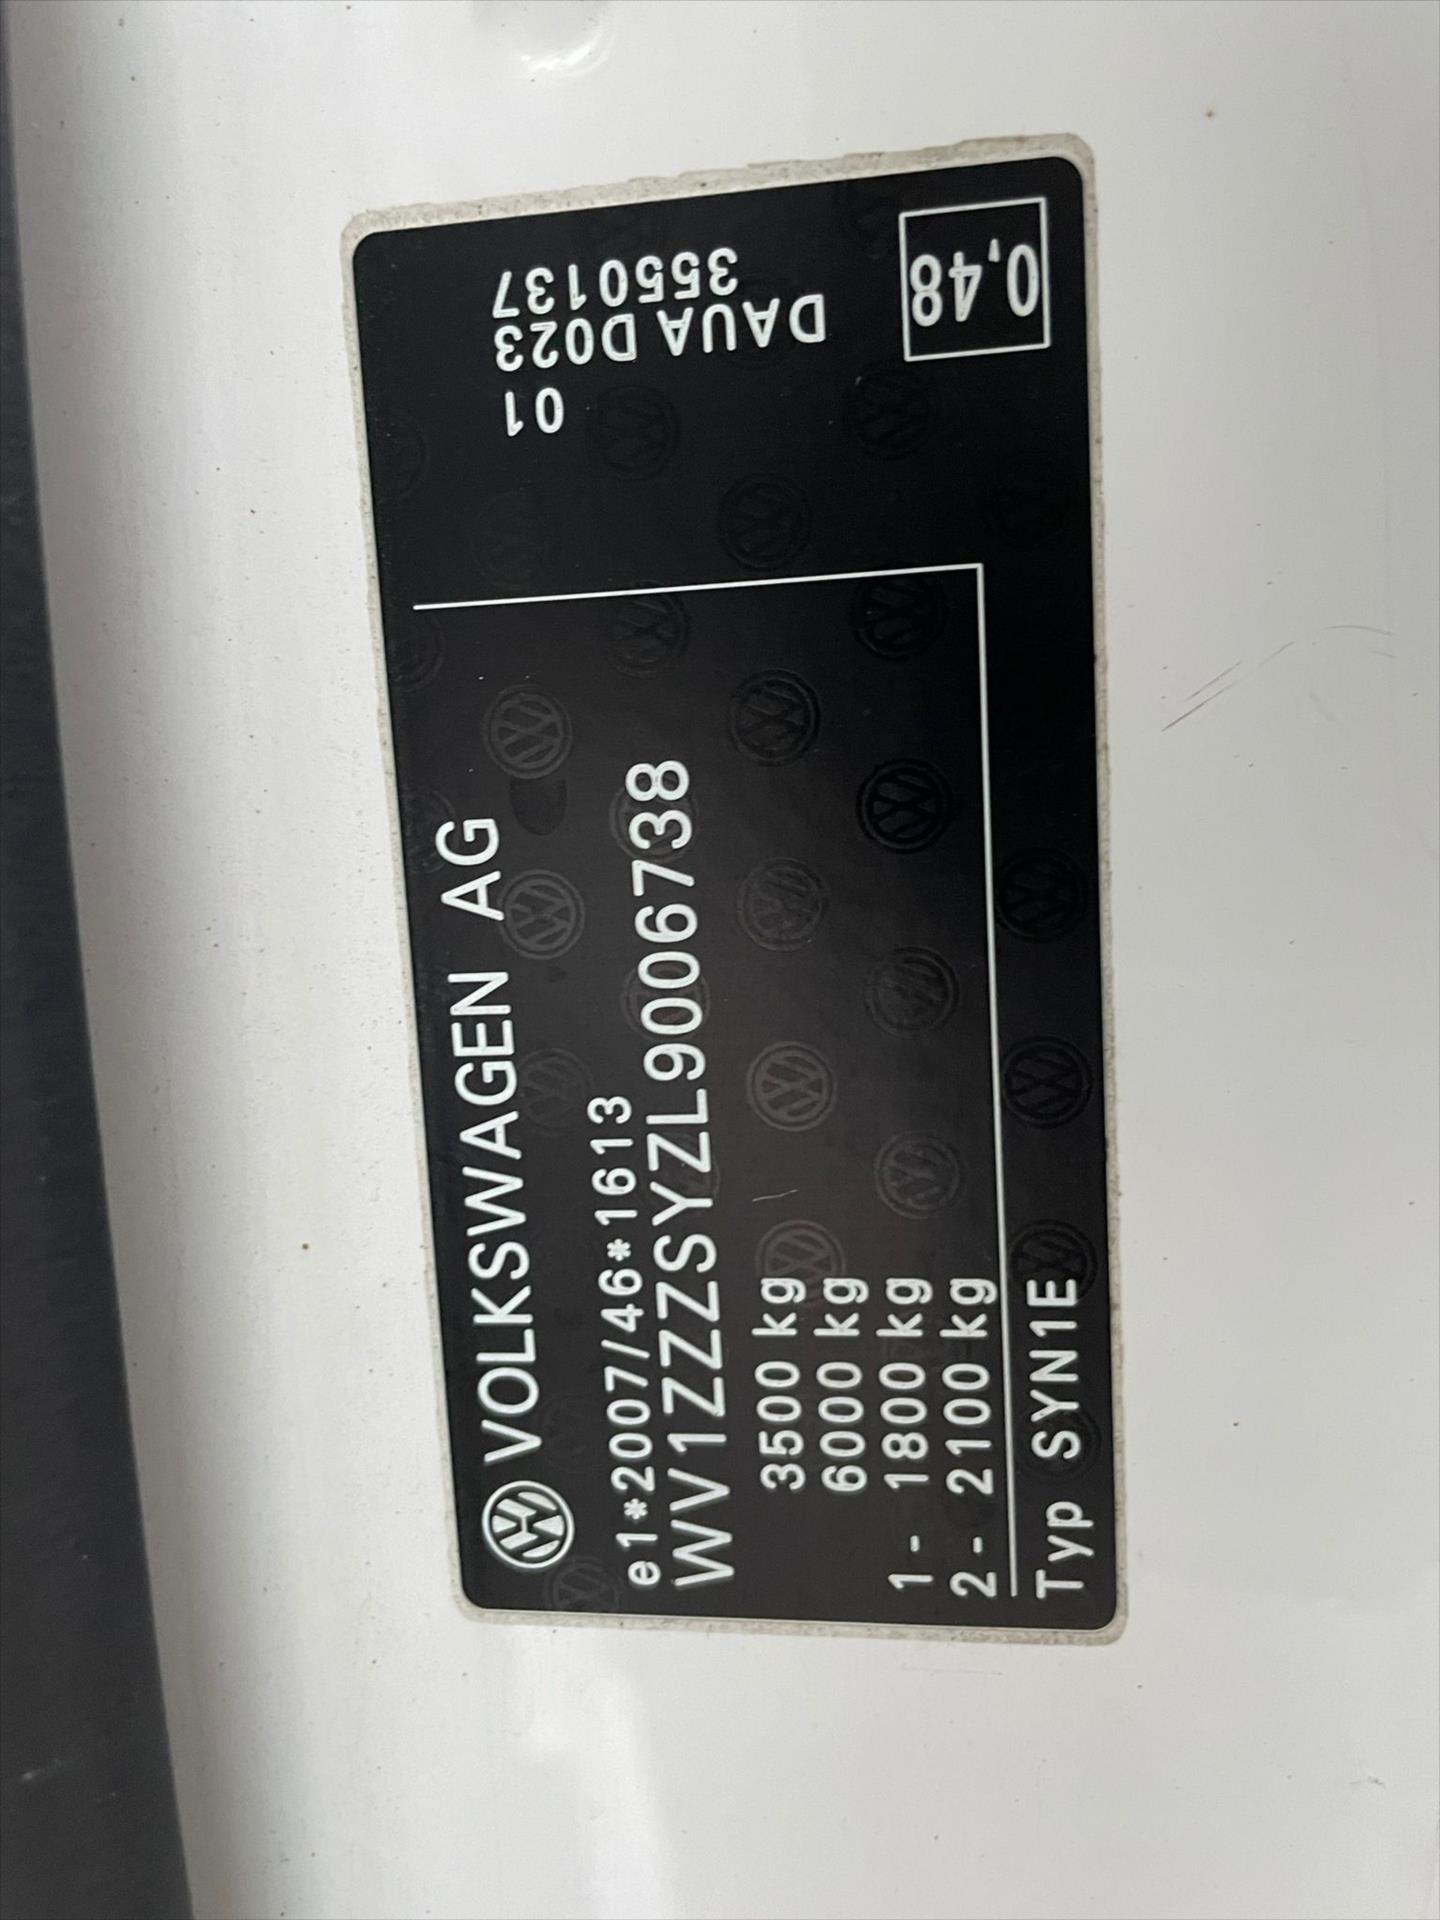 VOLKSWAGEN AG
e1*2007/46*1613
WV1ZZZSYZL9006738
3500 kg
6000 kg
1- 1800 kg
2- 2100 kg
Typ SYN1E
01
D023
3550137
DAUA
0,48